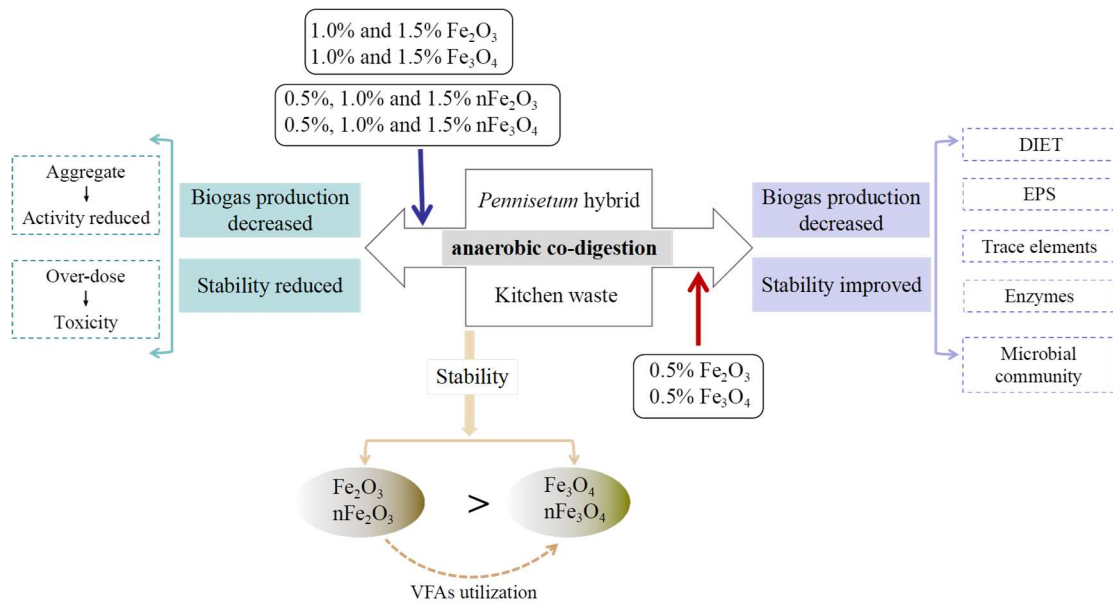 1.0% and 1.5% Fe₂O₃
1.0% and 1.5% Fe₃O₄
0.5%, 1.0% and 1.5% nFe₂O₃
0.5%, 1.0% and 1.5% nFe₃O₄
Aggregate
Activity reduced
Over-dose
Toxicity
Biogas production
decreased
Stability reduced
Pennisetum hybrid
anaerobic co-digestion
Kitchen waste
Biogas production
decreased
Stability improved
DIET
EPS
Trace elements
Enzymes
Microbial
community
0.5% Fe₂O₃
0.5% Fe₃O₄
Stability
Fe₂O₃
nFe₂O₃
>
Fe₃O₄
nFe₃O₄
VFAs utilization